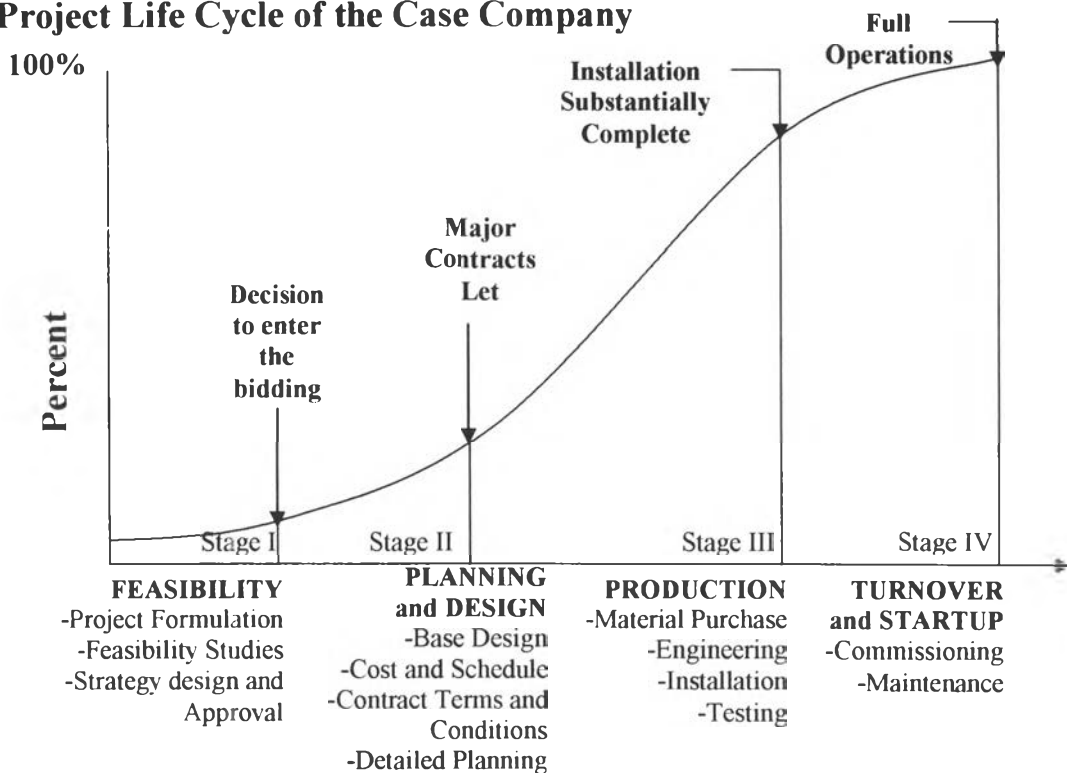 Project Life Cycle of the Case Company
100%
Percent
Decision
to enter
the
bidding
Major
Contracts
Let
Installation
Substantially
Complete
Full
Operations
Stage I
Stage II
Stage III
Stage IV
FEASIBILITY
-Project Formulation
-Feasibility Studies
-Strategy design and
Approval
PLANNING
and DESIGN
-Base Design
-Cost and Schedule
-Contract Terms and
Conditions
-Detailed Planning
PRODUCTION
-Material Purchase
-Engineering
-Installation
-Testing
TURNOVER
and STARTUP
-Commissioning
-Maintenance